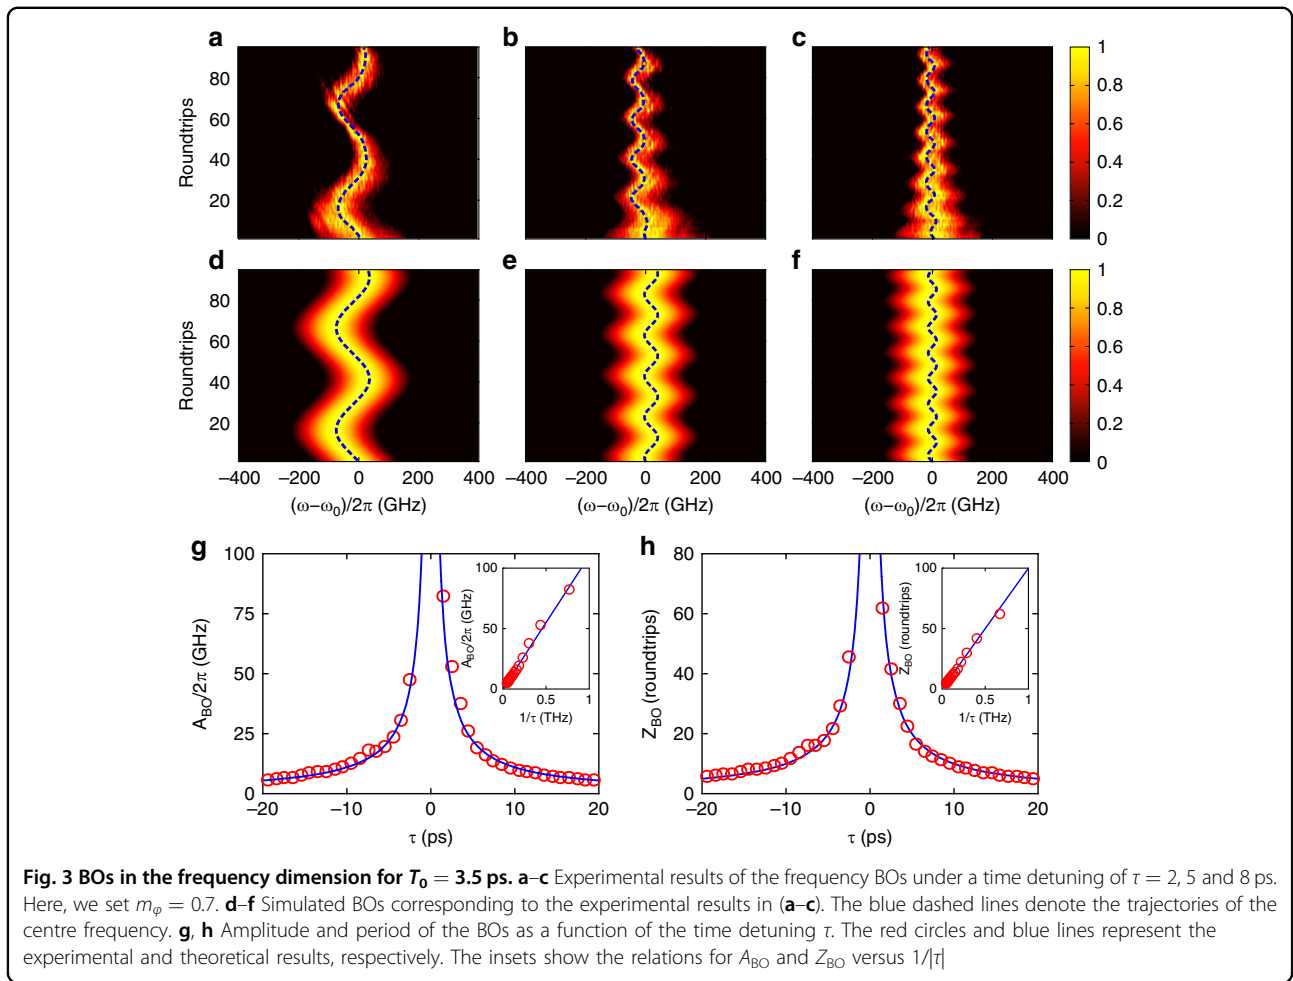 a
b
c
80
60
40
20
Roundtrips
1
0.8
0.6
0.4
0.2
0
d
e
f
80
60
40
20
Roundtrips
1
0.8
0.6
0.4
0.2
0
−400 −200 0 200 400
−200 0 200
−400 −200 0 200 400
(ω−ω₀)/2π (GHz)
(ω−ω₀)/2π (GHz)
(ω−ω₀)/2π (GHz)
g
100
75
50
25
0
A_BO/2π (GHz)
−20 −10 0 10 20
τ (ps)
100
50
0
A_BO/2π (GHz)
0 0.5 1
1/τ (THz)
h
80
60
40
20
0
Z_BO (roundtrips)
−20 −10 0 10 20
τ (ps)
100
50
0
Z_BO (roundtrips)
0 0.5 1
1/τ (THz)
Fig. 3 BOs in the frequency dimension for T₀ = 3.5 ps. a–c Experimental results of the frequency BOs under a time detuning of τ = 2, 5 and 8 ps.
Here, we set m_φ = 0.7. d–f Simulated BOs corresponding to the experimental results in (a–c). The blue dashed lines denote the trajectories of the
centre frequency. g, h Amplitude and period of the BOs as a function of the time detuning τ. The red circles and blue lines represent the
experimental and theoretical results, respectively. The insets show the relations for A_BO and Z_BO versus 1/|τ|